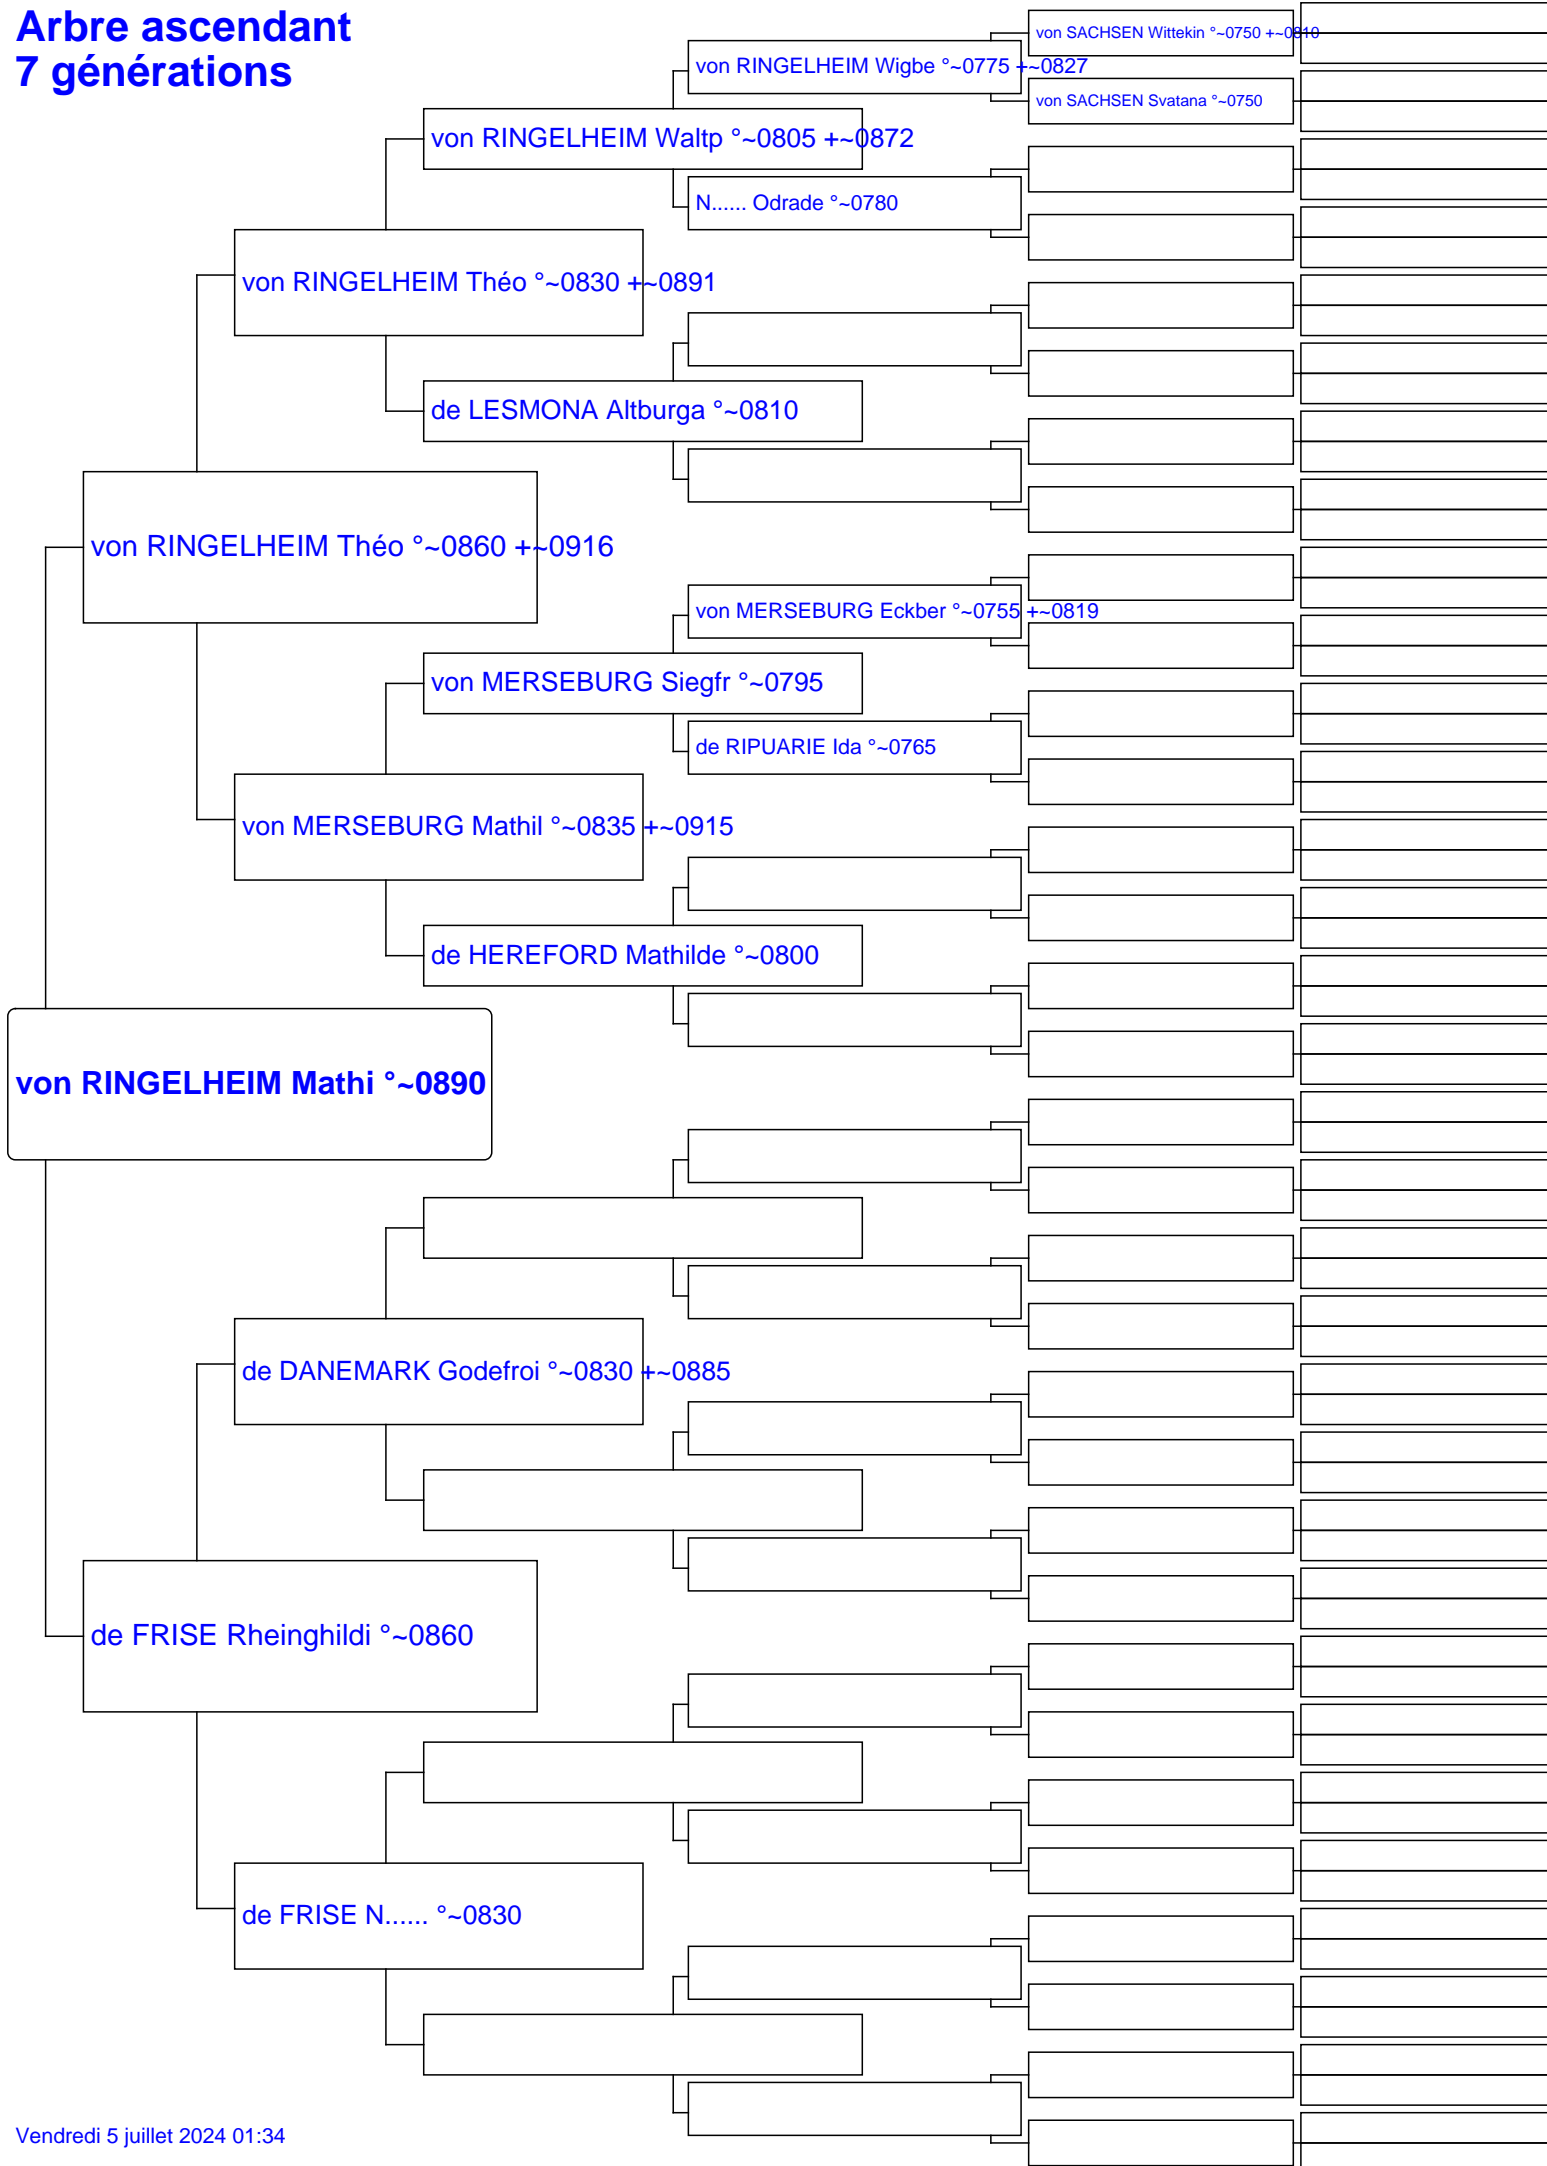 Arbre ascendant
7 générations
von SACHSEN Wittekin °~0750 +~0810
von RINGELHEIM Wigbe °~0775 +~0827
von SACHSEN Svatana °~0750
von RINGELHEIM Waltp °~0805 +~0872
N...... Odrade °~0780
von RINGELHEIM Théo °~0830 +~0891
de LESMONA Altburga °~0810
von RINGELHEIM Théo °~0860 +~0916
von MERSEBURG Eckber °~0755 +~0819
von MERSEBURG Siegfr °~0795
de RIPUARIE Ida °~0765
von MERSEBURG Mathil °~0835 +~0915
de HEREFORD Mathilde °~0800
von RINGELHEIM Mathi °~0890
de DANEMARK Godefroi °~0830 +~0885
de FRISE Rheinghildi °~0860
de FRISE N...... °~0830
Vendredi 5 juillet 2024 01:34